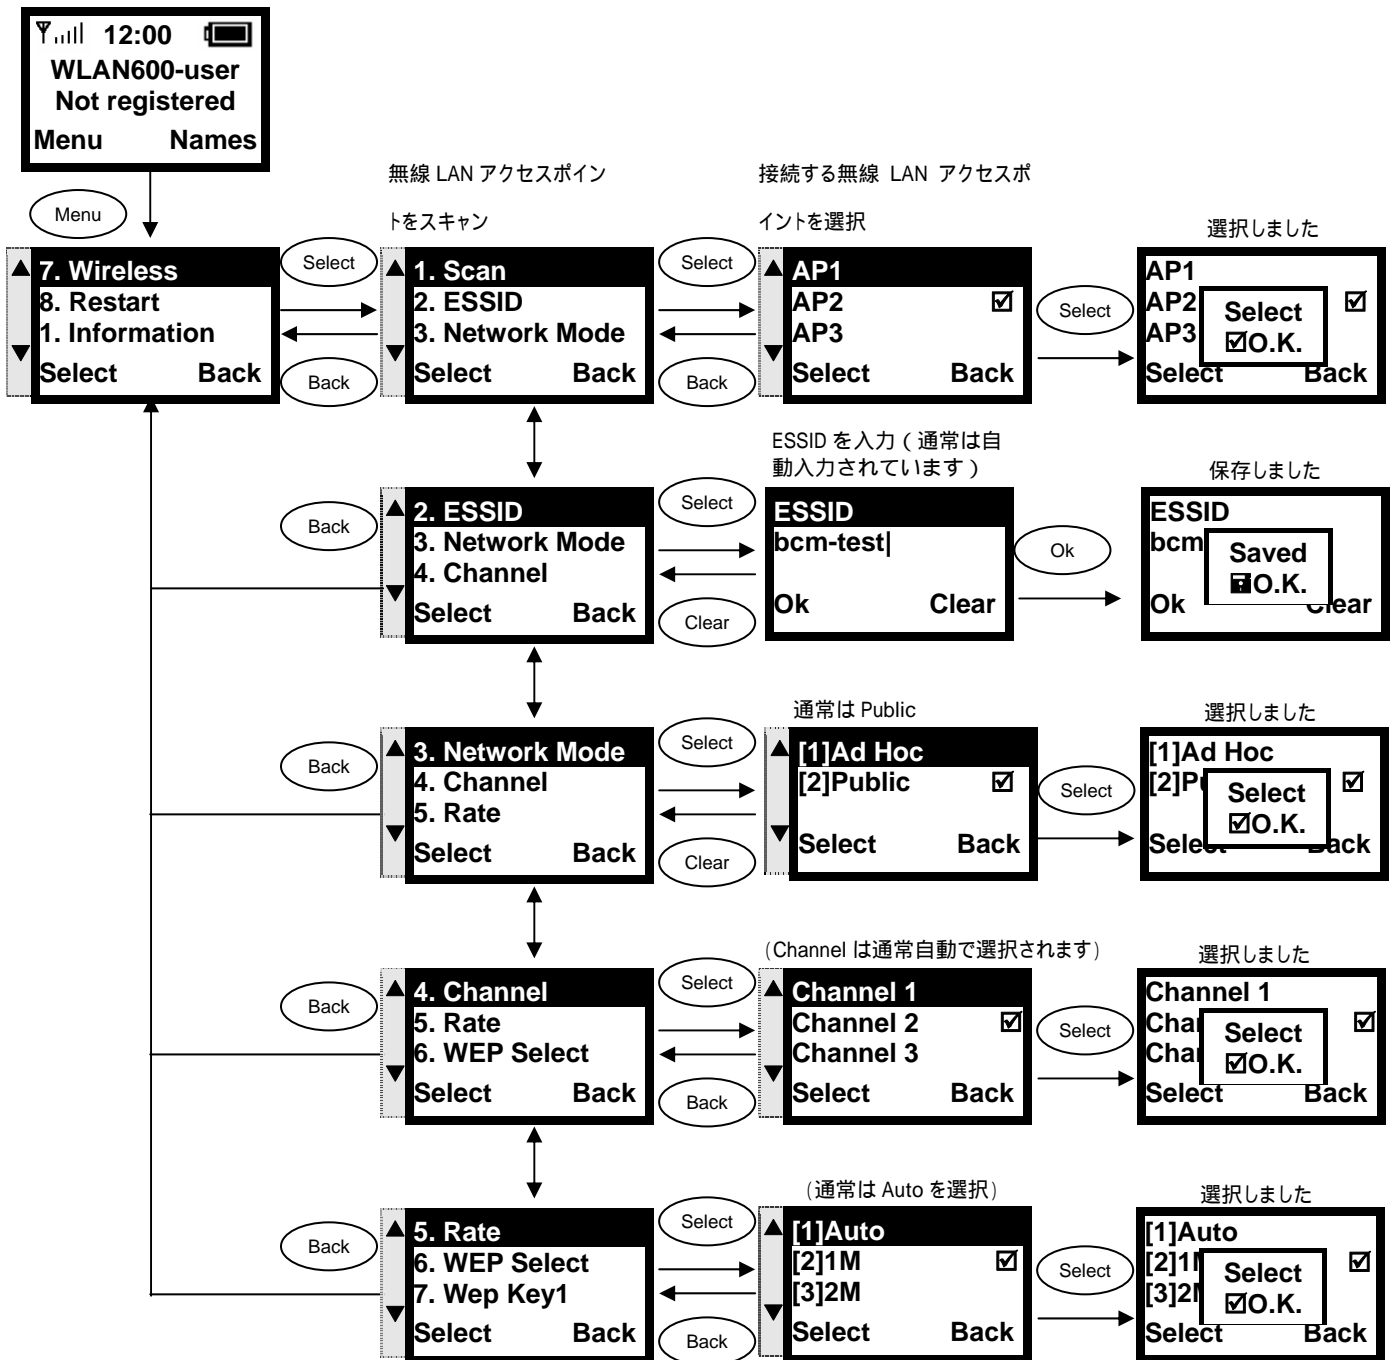 12:00
WLAN600-user
Not registered
Menu Names
Menu
無線 LAN アクセスポイン
トをスキャン
接続する無線 LAN アクセスポ
イントを選択
選択しました
7. Wireless
8. Restart
1. Information
Select Back
Select
Back
1. Scan
2. ESSID
3. Network Mode
Select Back
Select
Back
AP1
AP2
AP3
Select Back
Select
AP1
AP2
AP3
Select Back
Select
O.K.
ESSID を入力(通常は自
動入力されています)
保存しました
Back
2. ESSID
3. Network Mode
4. Channel
Select Back
Select
Clear
ESSID
bcm-test|
Ok Clear
Ok
ESSID
bcm
Ok Clear
Saved
O.K.
通常は Public
選択しました
Back
3. Network Mode
4. Channel
5. Rate
Select Back
Select
Clear
[1]Ad Hoc
[2]Public
Select Back
Select
[1]Ad Hoc
[2]Pu
Select Back
Select
O.K.
(Channel は通常自動で選択されます)
選択しました
Back
4. Channel
5. Rate
6. WEP Select
Select Back
Select
Back
Channel 1
Channel 2
Channel 3
Select Back
Select
Channel 1
Cha
Cha
Select Back
Select
O.K.
(通常は Auto を選択)
選択しました
Back
5. Rate
6. WEP Select
7. Wep Key1
Select Back
Select
Back
[1]Auto
[2]1M
[3]2M
Select Back
Select
[1]Auto
[2]1M
[3]2M
Select Back
Select
O.K.